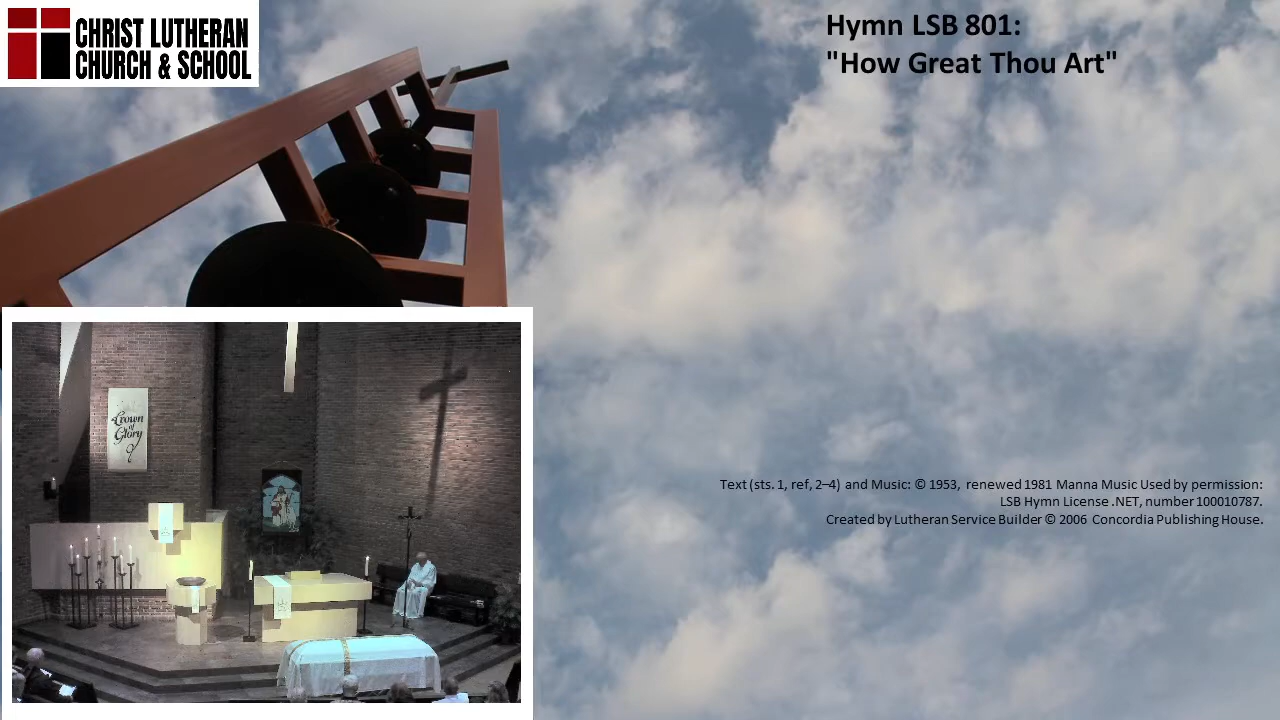 CHRIST LUTHERAN
CHURCH & SCHOOL
Hymn LSB 801:
"How Great Thou Art"
Crown
of
Glory
Text (sts. 1, ref, 2–4) and Music: © 1953, renewed 1981 Manna Music Used by permission:
LSB Hymn License .NET, number 100010787.
Created by Lutheran Service Builder © 2006 Concordia Publishing House.